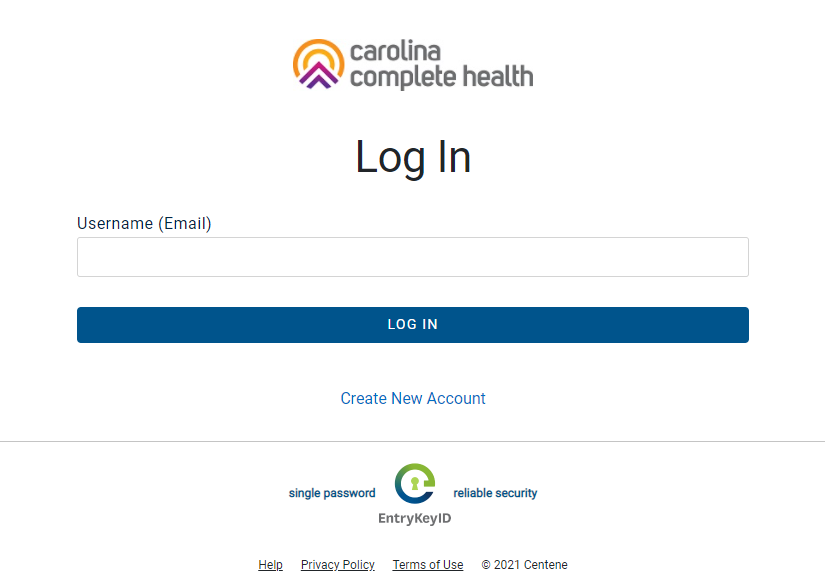 carolina
complete health
Log In
Username (Email)
LOG IN
Create New Account
single password
reliable security
EntryKeyID
Help Privacy Policy Terms of Use © 2021 Centene